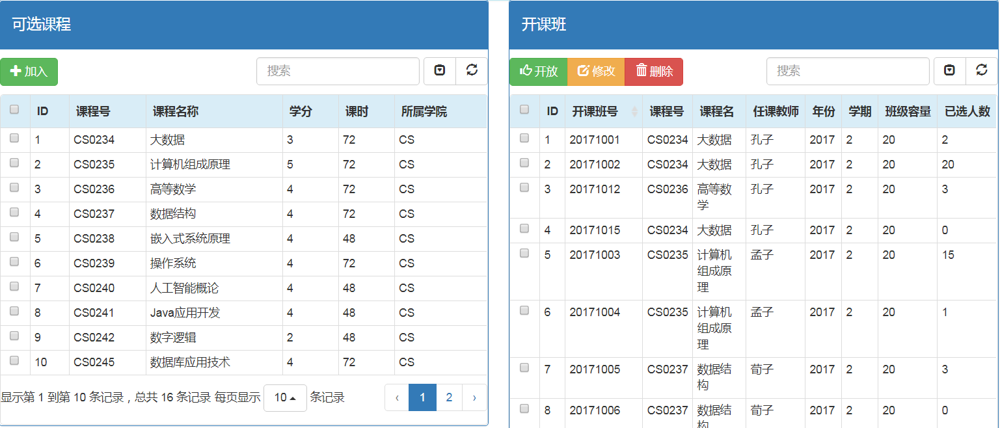 可选课程
加入
搜索
ID 课程号 课程名称 学分 课时 所属学院
1 CS0234 大数据 3 72 CS
2 CS0235 计算机组成原理 5 72 CS
3 CS0236 高等数学 4 72 CS
4 CS0237 数据结构 4 72 CS
5 CS0238 嵌入式系统原理 4 48 CS
6 CS0239 操作系统 4 72 CS
7 CS0240 人工智能概论 4 48 CS
8 CS0241 Java应用开发 4 48 CS
9 CS0242 数字逻辑 2 48 CS
10 CS0245 数据库应用技术 4 72 CS
显示第 1 到第 10 条记录，总共 16 条记录 每页显示 10 条记录 ‹ 1 2 ›
开课班
开放 修改 删除
搜索
ID 开课班号 课程号 课程名 任课教师 年份 学期 班级容量 已选人数
1 20171001 CS0234 大数据 孔子 2017 2 20 2
2 20171002 CS0234 大数据 孔子 2017 2 20 20
3 20171012 CS0236 高等数 孔子 2017 2 20 3
学
4 20171015 CS0234 大数据 孔子 2017 2 20 0
5 20171003 CS0235 计算机 孟子 2017 2 20 15
组成原
理
6 20171004 CS0235 计算机 孟子 2017 2 20 1
组成原
理
7 20171005 CS0237 数据结 荀子 2017 2 20 3
构
8 20171006 CS0237 数据结 荀子 2017 2 20 0
构